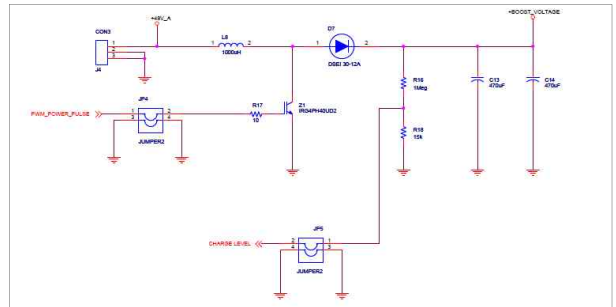 +BOOST_VOLTAGE
CON3
+48V_A
L6
1000uH
D7
DSEI 30-12A
1 2
1 2
1
2
3
J4
R16
1Meg
C13
470uF
C14
470uF
JP4
PWM_POWER_PULSE
1 2
3 4
JUMPER2
R17
10
Z1
IRG4PH40UD2
R18
15k
JP5
CHARGE LEVEL
2 1
4 3
JUMPER2